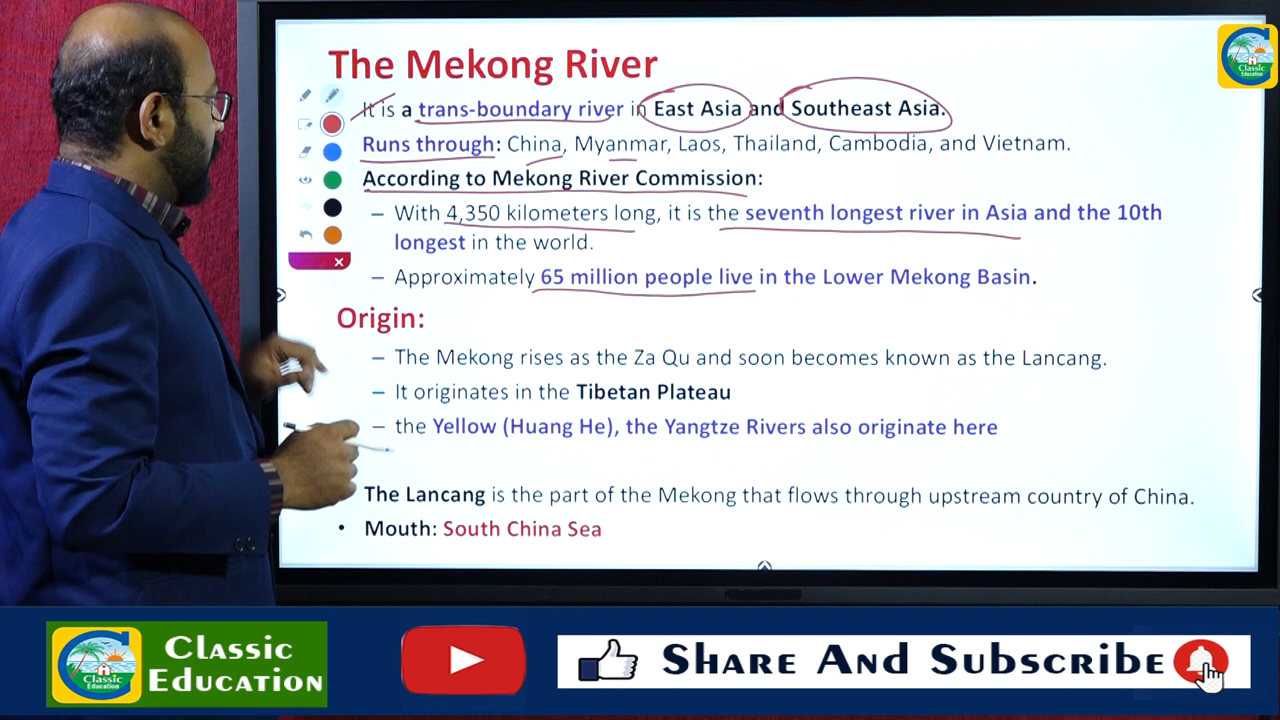 The Mekong River
It is a trans-boundary river in East Asia and Southeast Asia.
Runs through: China, Myanmar, Laos, Thailand, Cambodia, and Vietnam.
According to Mekong River Commission:
– With 4,350 kilometers long, it is the seventh longest river in Asia and the 10th
longest in the world.
– Approximately 65 million people live in the Lower Mekong Basin.
Origin:
– The Mekong rises as the Za Qu and soon becomes known as the Lancang.
– It originates in the Tibetan Plateau
– the Yellow (Huang He), the Yangtze Rivers also originate here
The Lancang is the part of the Mekong that flows through upstream country of China.
• Mouth: South China Sea
Classic
Education
Classic
Education
Classic
Education
Share And Subscribe